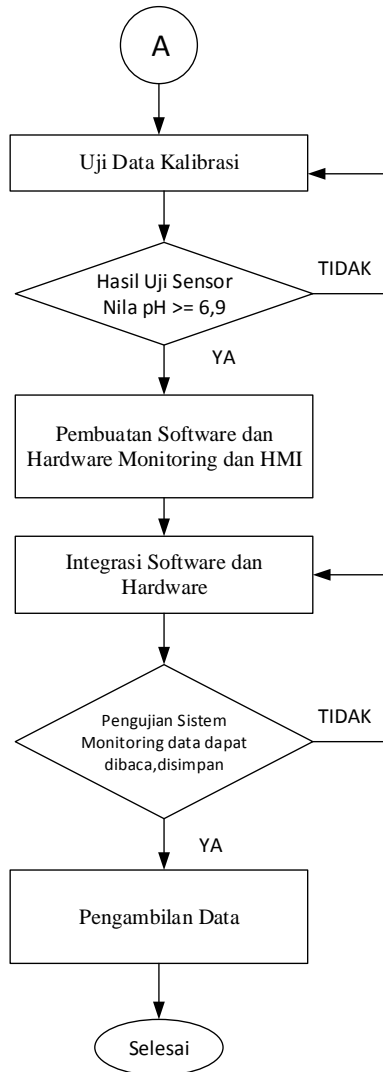 A
Uji Data Kalibrasi
Hasil Uji Sensor
Nila pH >= 6,9
TIDAK
YA
Pembuatan Software dan
Hardware Monitoring dan HMI
Integrasi Software dan
Hardware
Pengujian Sistem
Monitoring data dapat
dibaca,disimpan
TIDAK
YA
Pengambilan Data
Selesai